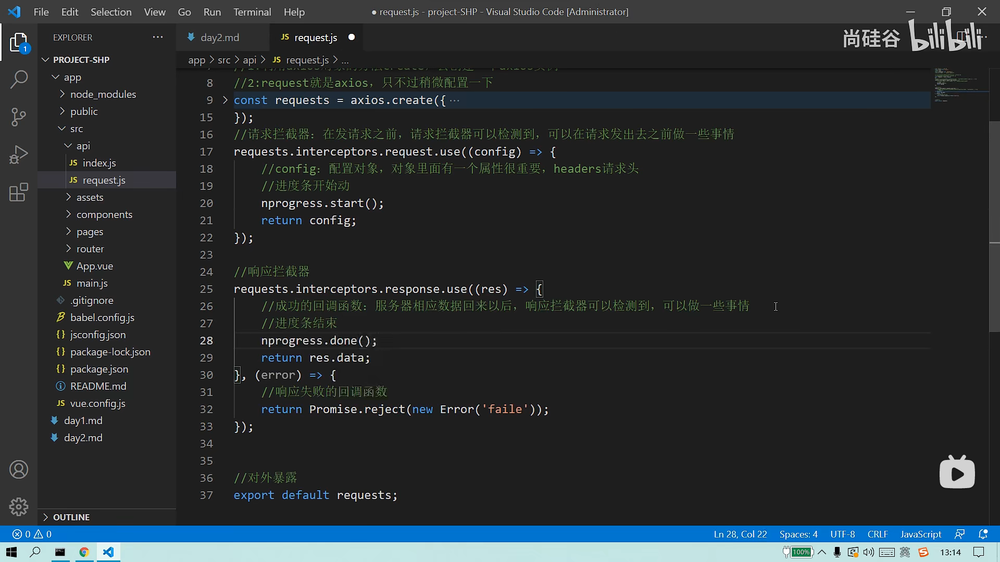 File Edit Selection View Go Run Terminal Help
● request.js - project-SHP - Visual Studio Code [Administrator]
尚硅谷 bilibili
EXPLORER
PROJECT-SHP
app
node_modules
public
src
api
JS index.js
JS request.js
assets
components
pages
router
App.vue
JS main.js
.gitignore
babel.config.js
{} jsconfig.json
{} package-lock.json
{} package.json
README.md
JS vue.config.js
day1.md
day2.md
OUTLINE
day2.md
JS request.js
app > src > api > JS request.js > ...
8 //2:request就是axios，只不过稍微配置一下
9 const requests = axios.create({ ...
15 });
16 //请求拦截器：在发请求之前，请求拦截器可以检测到，可以在请求发出去之前做一些事情
17 requests.interceptors.request.use((config) => {
18 //config：配置对象，对象里面有一个属性很重要，headers请求头
19 //进度条开始动
20 nprogress.start();
21 return config;
22 });
23
24 //响应拦截器
25 requests.interceptors.response.use((res) => {
26 //成功的回调函数：服务器相应数据回来以后，响应拦截器可以检测到，可以做一些事情
27 //进度条结束
28 nprogress.done();
29 return res.data;
30 }, (error) => {
31 //响应失败的回调函数
32 return Promise.reject(new Error('faile'));
33 });
34
35
36 //对外暴露
37 export default requests;
0 0
Ln 28, Col 22 Spaces: 4 UTF-8 CRLF JavaScript
100% 英 13:14